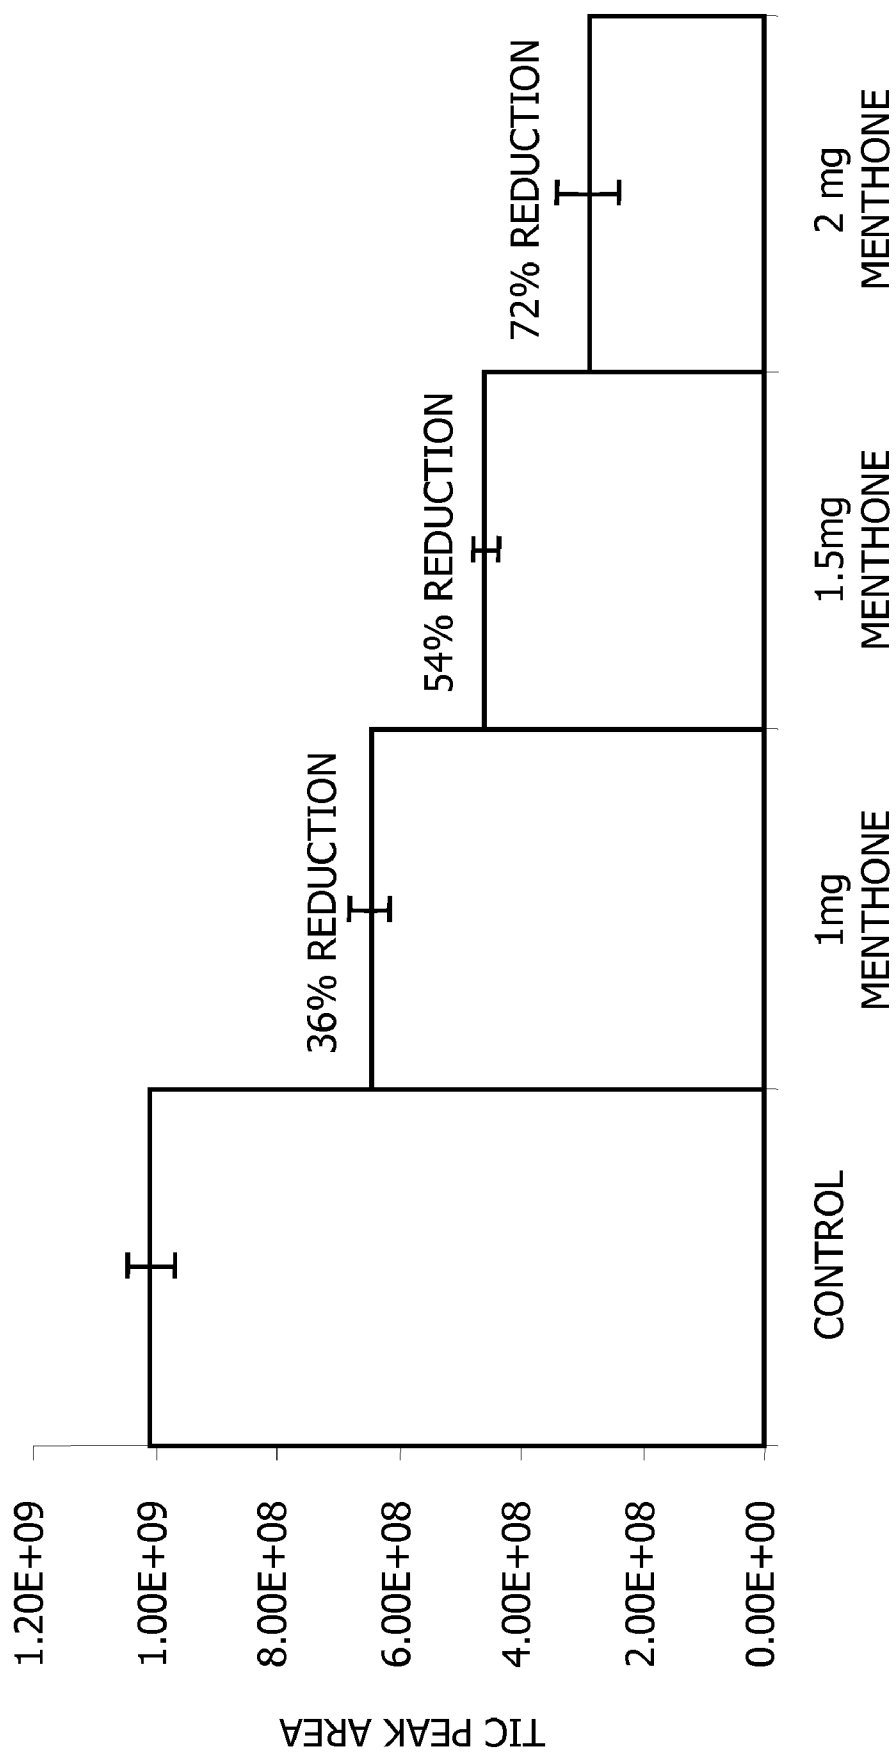 TIC PEAK AREA
1.20E+09
1.00E+09
8.00E+08
6.00E+08
4.00E+08
2.00E+08
0.00E+00
36% REDUCTION
54% REDUCTION
72% REDUCTION
CONTROL
1mg
MENTHONE
1.5mg
MENTHONE
2 mg
MENTHONE